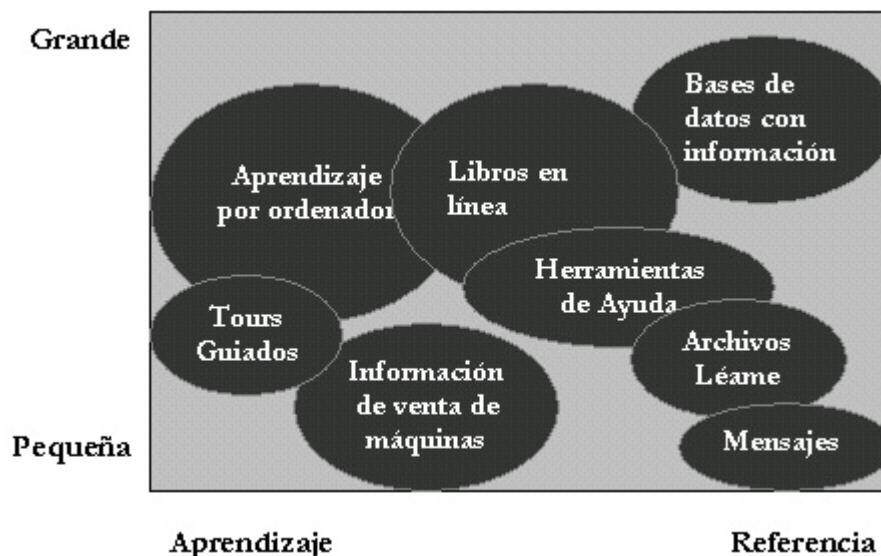 Grande
Bases de
datos con
información
Aprendizaje
por ordenador
Libros en
línea
Herramientas
de Ayuda
Tours
Guiados
Archivos
Léame
Información
de venta de
máquinas
Pequeña
Mensajes
Aprendizaje
Referencia